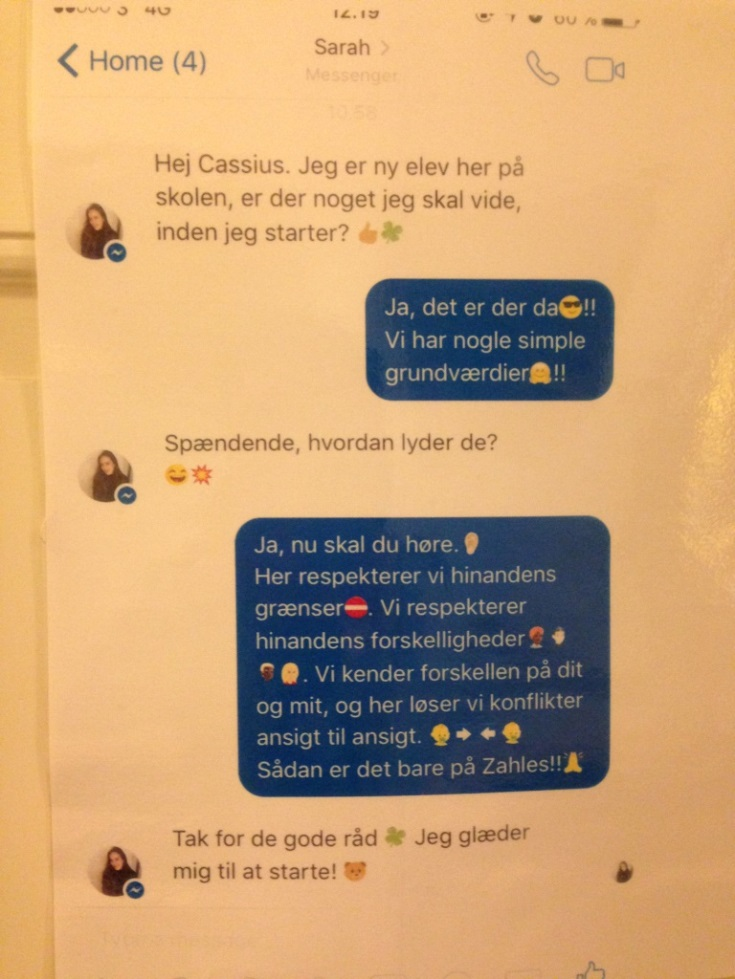 3 4G
12.19
60 %
Home (4)
Sarah
Messenger
10.58
Hej Cassius. Jeg er ny elev her på
skolen, er der noget jeg skal vide,
inden jeg starter? 👍🍀
Ja, det er der da😎!!
Vi har nogle simple
grundværdier🤗!!
Spændende, hvordan lyder de?
😄💥
Ja, nu skal du høre.👂
Her respekterer vi hinandens
grænser⛔. Vi respekterer
hinandens forskelligheder
. Vi kender forskellen på dit
og mit, og her løser vi konflikter
ansigt til ansigt. ➡⬅
Sådan er det bare på Zahles!!🙏
Tak for de gode råd 🍀 Jeg glæder
mig til at starte! 🐻